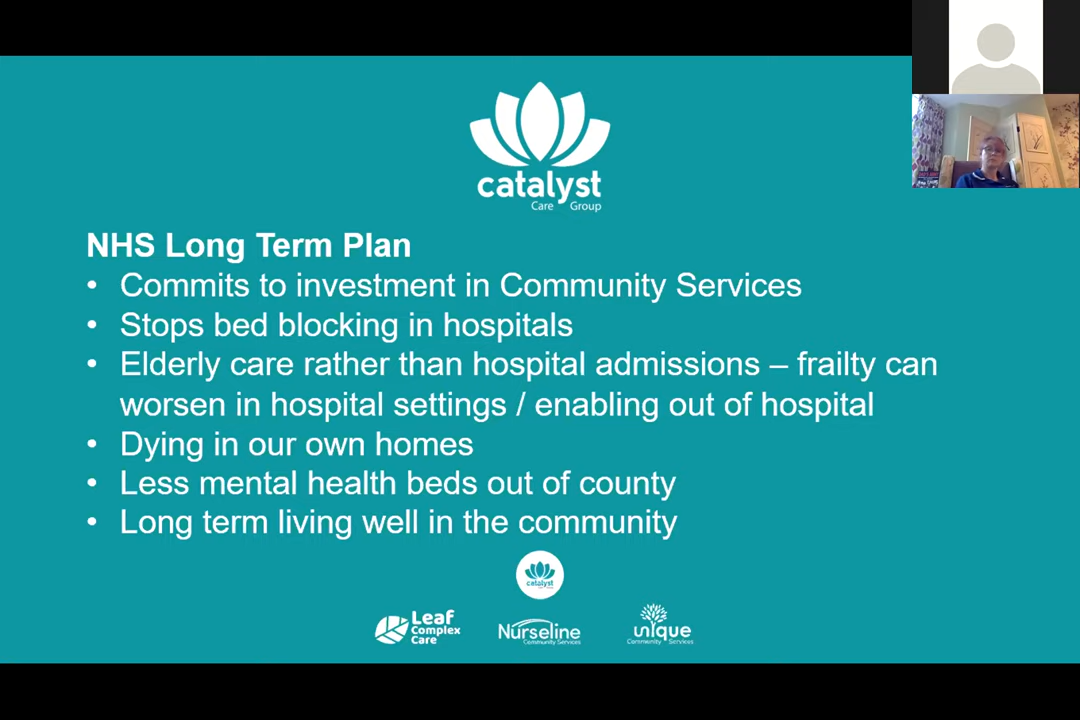 catalyst
Care Group
NHS Long Term Plan
• Commits to investment in Community Services
• Stops bed blocking in hospitals
• Elderly care rather than hospital admissions – frailty can
worsen in hospital settings / enabling out of hospital
• Dying in our own homes
• Less mental health beds out of county
• Long term living well in the community
catalyst
Leaf
Complex
Care
Nurseline
Community Services
unique
Community Services